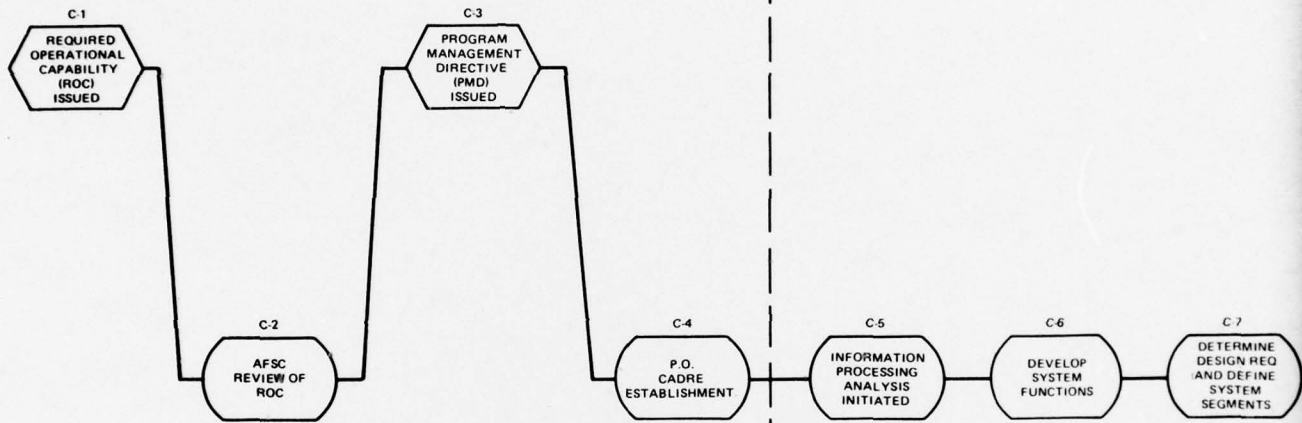 C-1
REQUIRED
OPERATIONAL
CAPABILITY
(ROC)
ISSUED
C-2
AFSC
REVIEW OF
ROC
C-3
PROGRAM
MANAGEMENT
DIRECTIVE
(PMD)
ISSUED
C-4
P.O.
CADRE
ESTABLISHMENT
C-5
INFORMATION
PROCESSING
ANALYSIS
INITIATED
C-6
DEVELOP
SYSTEM
FUNCTIONS
C-7
DETERMINE
DESIGN REQ
AND DEFINE
SYSTEM
SEGMENTS